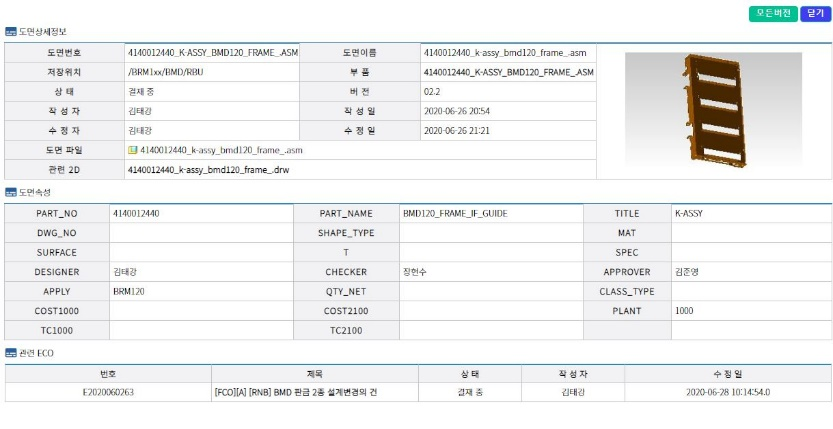 모든버전 닫기
도면상세정보
도면번호 4140012440_K-ASSY_BMD120_FRAME_.ASM 도면이름 4140012440_k-assy_bmd120_frame_.asm
저장위치 /BRM1xx/BMD/RBU 부 품 4140012440_K-ASSY_BMD120_FRAME_.ASM
상 태 결재 중 버 전 02.2
작 성 자 김태강 작 성 일 2020-06-26 20:54
수 정 자 김태강 수 정 일 2020-06-26 21:21
도면 파일 4140012440_k-assy_bmd120_frame_.asm
관련 2D 4140012440_k-assy_bmd120_frame_.drw
도면속성
PART_NO 4140012440 PART_NAME BMD120_FRAME_IF_GUIDE TITLE K-ASSY
DWG_NO SHAPE_TYPE MAT
SURFACE T SPEC
DESIGNER 김태강 CHECKER 장현수 APPROVER 김준영
APPLY BRM120 QTY_NET CLASS_TYPE
COST1000 COST2100 PLANT 1000
TC1000 TC2100
관련 ECO
번호 제목 상 태 작 성 자 수 정 일
E2020060263 [FCO][A] [RNB] BMD 판금 2종 설계변경의 건 결재 중 김태강 2020-06-28 10:14:54.0